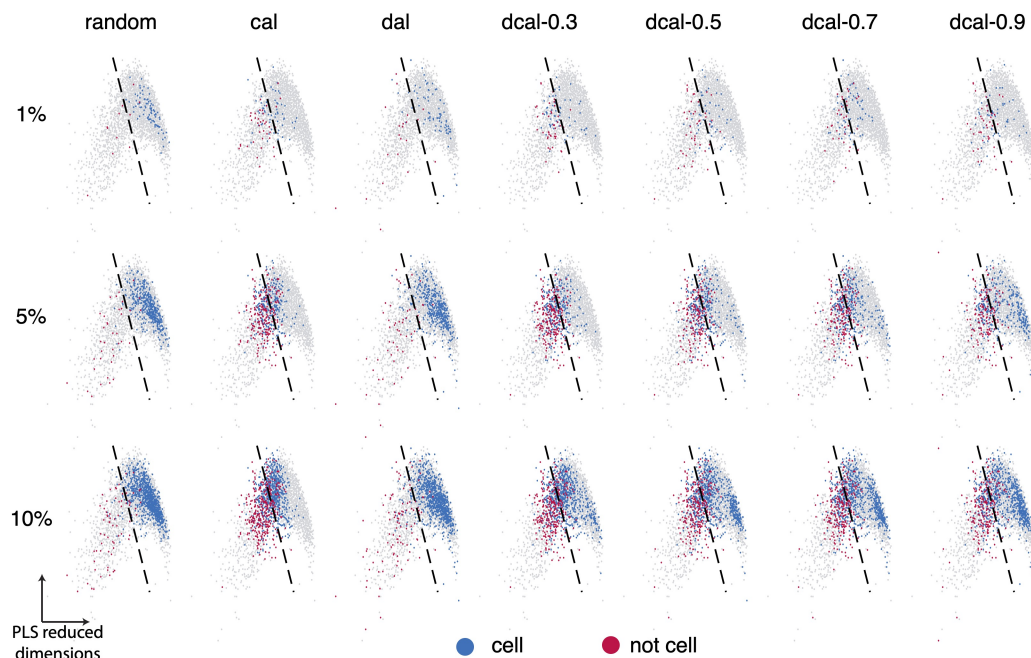 random cal dal dcal-0.3 dcal-0.5 dcal-0.7 dcal-0.9
1%
5%
10%
PLS reduced
dimensions
cell not cell